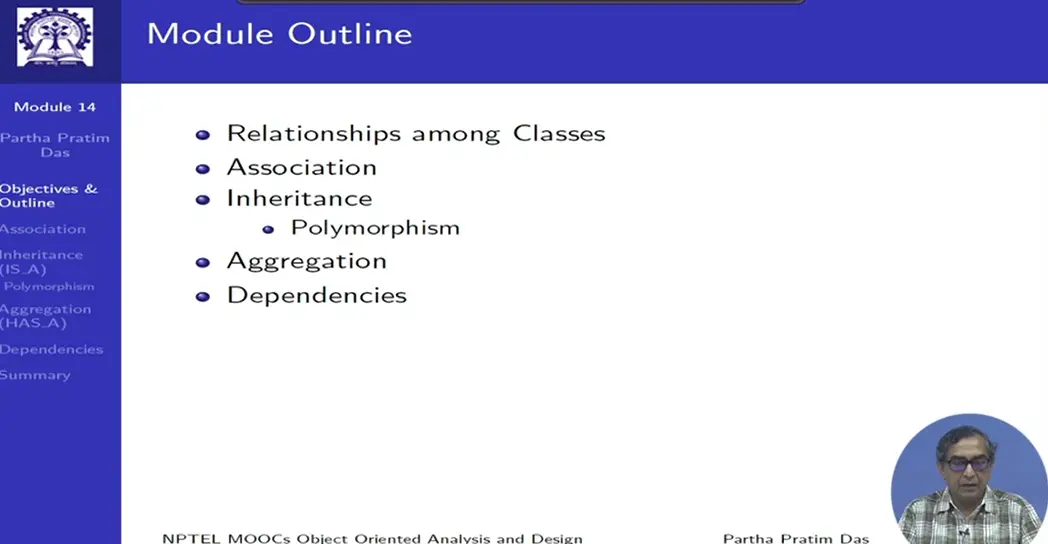 Module Outline
Module 14
Partha Pratim
Das
Objectives &
Outline
Association
Inheritance
(IS_A)
Polymorphism
Aggregation
(HAS_A)
Dependencies
Summary
Relationships among Classes
Association
Inheritance
Polymorphism
Aggregation
Dependencies
NPTEL MOOCs Object Oriented Analysis and Design
Partha Pratim Das